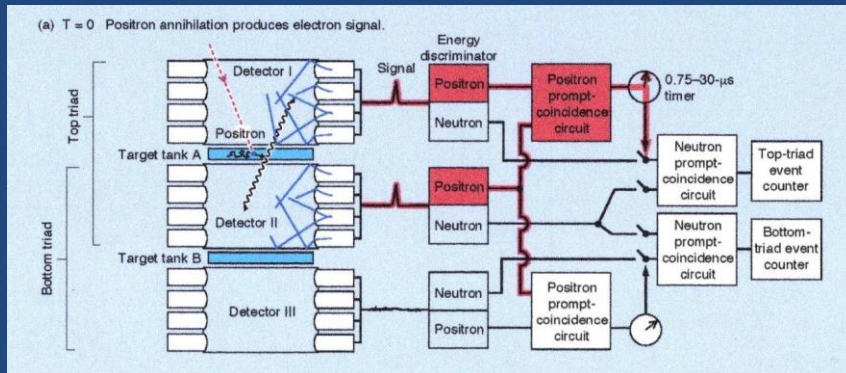 (a) T = 0 Positron annihilation produces electron signal.
Top triad
Bottom triad
Detector I
Positron
Target tank A
Detector II
Target tank B
Detector III
Signal
Energy
discriminator
Positron
Neutron
Positron
Neutron
Neutron
Positron
Positron
prompt-
coincidence
circuit
Positron
prompt-
coincidence
circuit
0.75–30-μs
timer
Neutron
prompt-
coincidence
circuit
Top-triad
event
counter
Neutron
prompt-
coincidence
circuit
Bottom-
triad event
counter